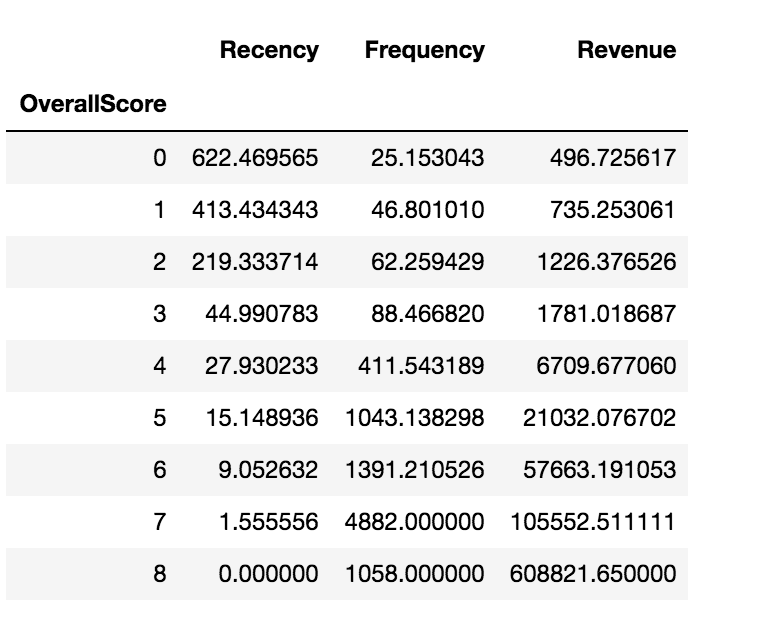 Recency Frequency Revenue
OverallScore
0 622.469565 25.153043 496.725617
1 413.434343 46.801010 735.253061
2 219.333714 62.259429 1226.376526
3 44.990783 88.466820 1781.018687
4 27.930233 411.543189 6709.677060
5 15.148936 1043.138298 21032.076702
6 9.052632 1391.210526 57663.191053
7 1.555556 4882.000000 105552.511111
8 0.000000 1058.000000 608821.650000